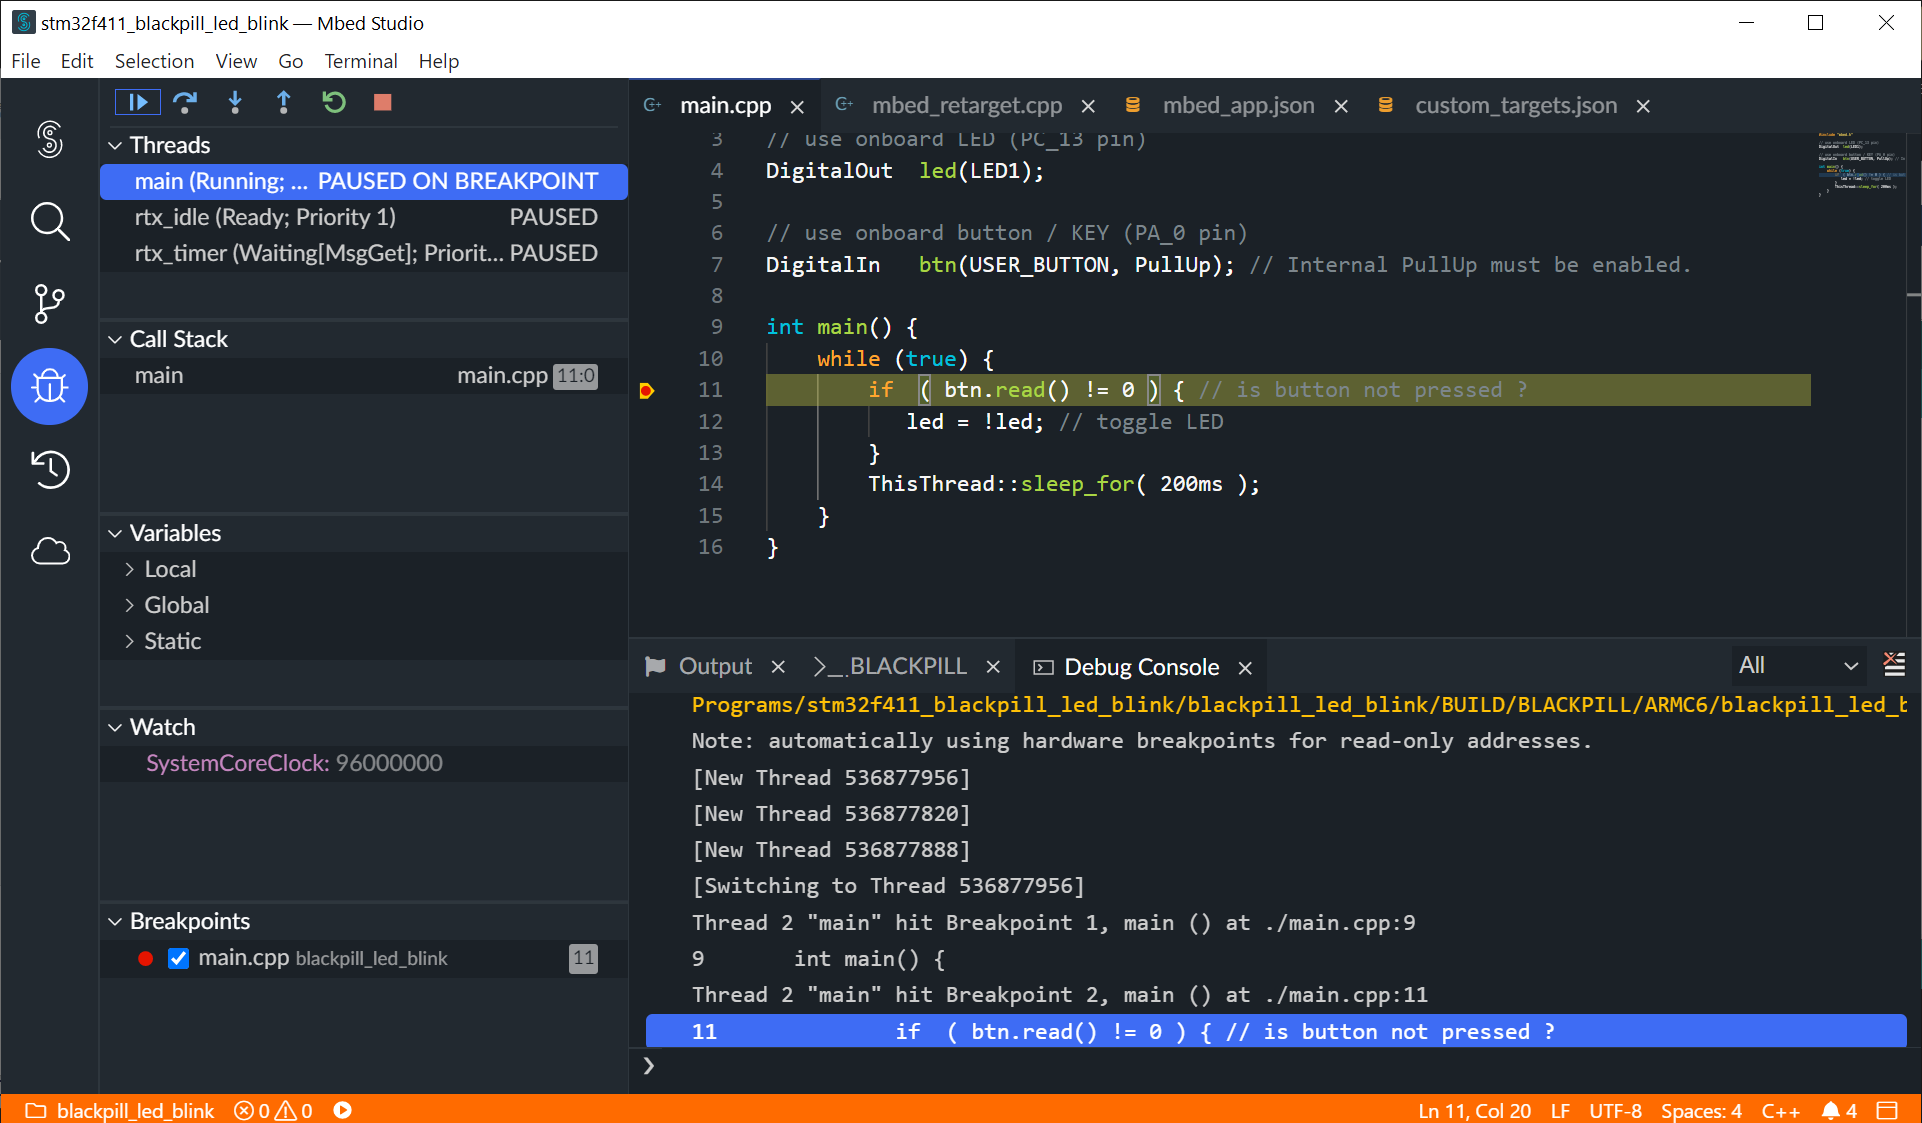 stm32f411_blackpill_led_blink — Mbed Studio
File Edit Selection View Go Terminal Help
Threads
main (Running; ... PAUSED ON BREAKPOINT
rtx_idle (Ready; Priority 1) PAUSED
rtx_timer (Waiting[MsgGet]; Priorit... PAUSED
Call Stack
main main.cpp 11:0
Variables
Local
Global
Static
Watch
SystemCoreClock: 96000000
Breakpoints
main.cpp blackpill_led_blink 11
main.cpp mbed_retarget.cpp mbed_app.json custom_targets.json
3 // use onboard LED (PC_13 pin)
4 DigitalOut led(LED1);
5
6 // use onboard button / KEY (PA_0 pin)
7 DigitalIn btn(USER_BUTTON, PullUp); // Internal PullUp must be enabled.
8
9 int main() {
10 while (true) {
11 if ( btn.read() != 0 ) { // is button not pressed ?
12 led = !led; // toggle LED
13 }
14 ThisThread::sleep_for( 200ms );
15 }
16 }
Output >_.BLACKPILL Debug Console All
Programs/stm32f411_blackpill_led_blink/blackpill_led_blink/BUILD/BLACKPILL/ARMC6/blackpill_led_b
Note: automatically using hardware breakpoints for read-only addresses.
[New Thread 536877956]
[New Thread 536877820]
[New Thread 536877888]
[Switching to Thread 536877956]
Thread 2 "main" hit Breakpoint 1, main () at ./main.cpp:9
9 int main() {
Thread 2 "main" hit Breakpoint 2, main () at ./main.cpp:11
11 if ( btn.read() != 0 ) { // is button not pressed ?
❯
blackpill_led_blink 0 0 Ln 11, Col 20 LF UTF-8 Spaces: 4 C++ 4